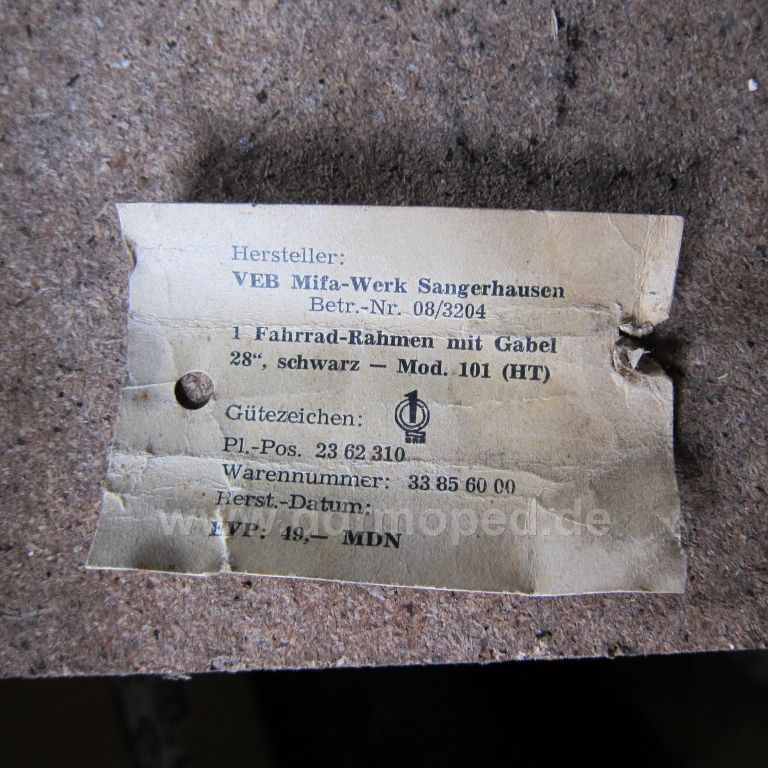 Hersteller:
VEB Mifa-Werk Sangerhausen
Betr.-Nr. 08/3204
1 Fahrrad-Rahmen mit Gabel
28“, schwarz — Mod. 101 (HT)
Gütezeichen: 1
Pl.-Pos. 23 62 310
Warennummer: 33 85 60 00
Herst.-Datum:
www.ddrmoped.de
EVP: 49,— MDN